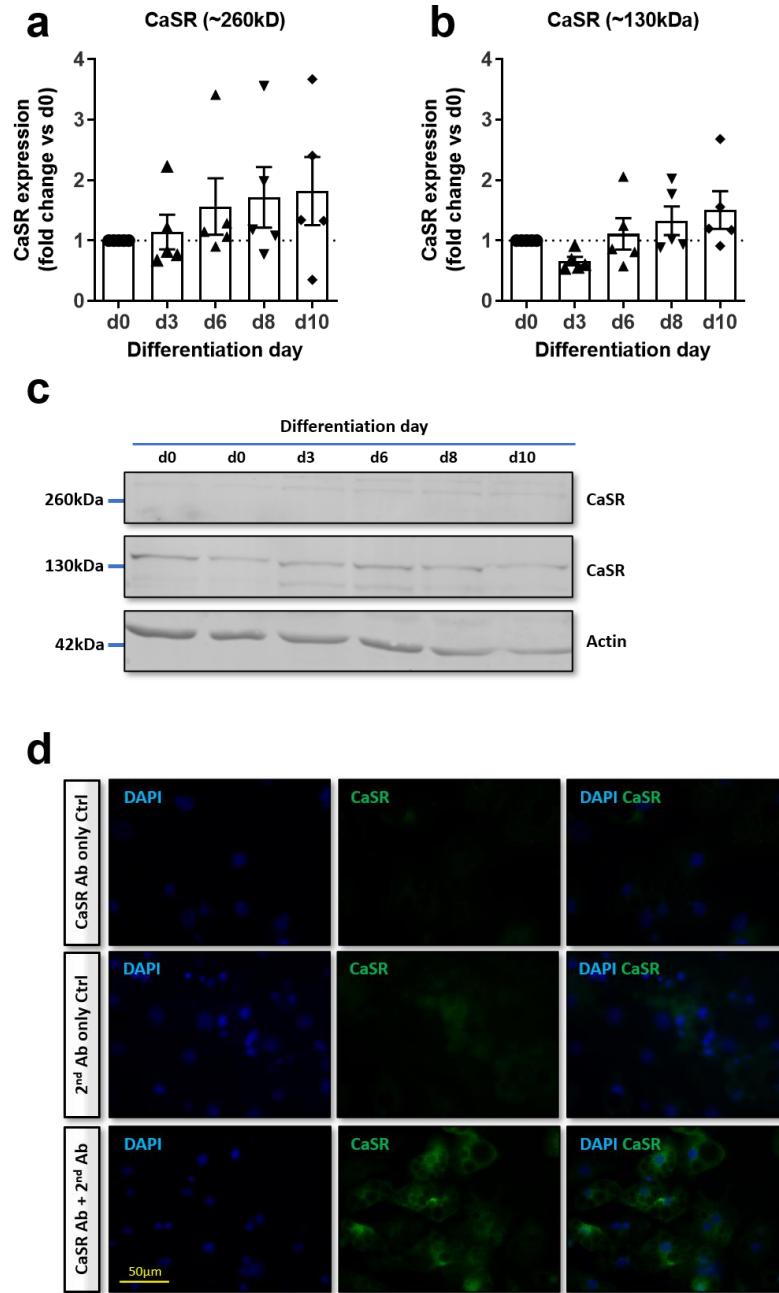 a
CaSR (~260kD)
CaSR expression
(fold change vs d0)
4
3
2
1
0
d0 d3 d6 d8 d10
Differentiation day
b
CaSR (~130kDa)
CaSR expression
(fold change vs d0)
4
3
2
1
0
d0 d3 d6 d8 d10
Differentiation day
c
Differentiation day
d0 d0 d3 d6 d8 d10
260kDa
CaSR
130kDa
CaSR
42kDa
Actin
d
CaSR Ab only Ctrl
DAPI
CaSR
DAPI CaSR
2nd Ab only Ctrl
DAPI
CaSR
DAPI CaSR
CaSR Ab + 2nd Ab
DAPI
CaSR
DAPI CaSR
50µm